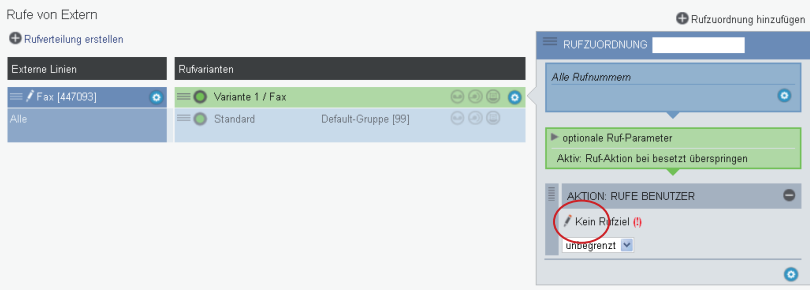 Rufe von Extern
Rufzuordnung hinzufügen
Rufverteilung erstellen
RUFZUORDNUNG
Externe Linien
Rufvarianten
Alle Rufnummern
Fax [447093]
Variante 1 / Fax
Alle
Standard Default-Gruppe [99]
optionale Ruf-Parameter
Aktiv: Ruf-Aktion bei besetzt überspringen
AKTION: RUFE BENUTZER
Kein Rufziel (!)
unbegrenzt